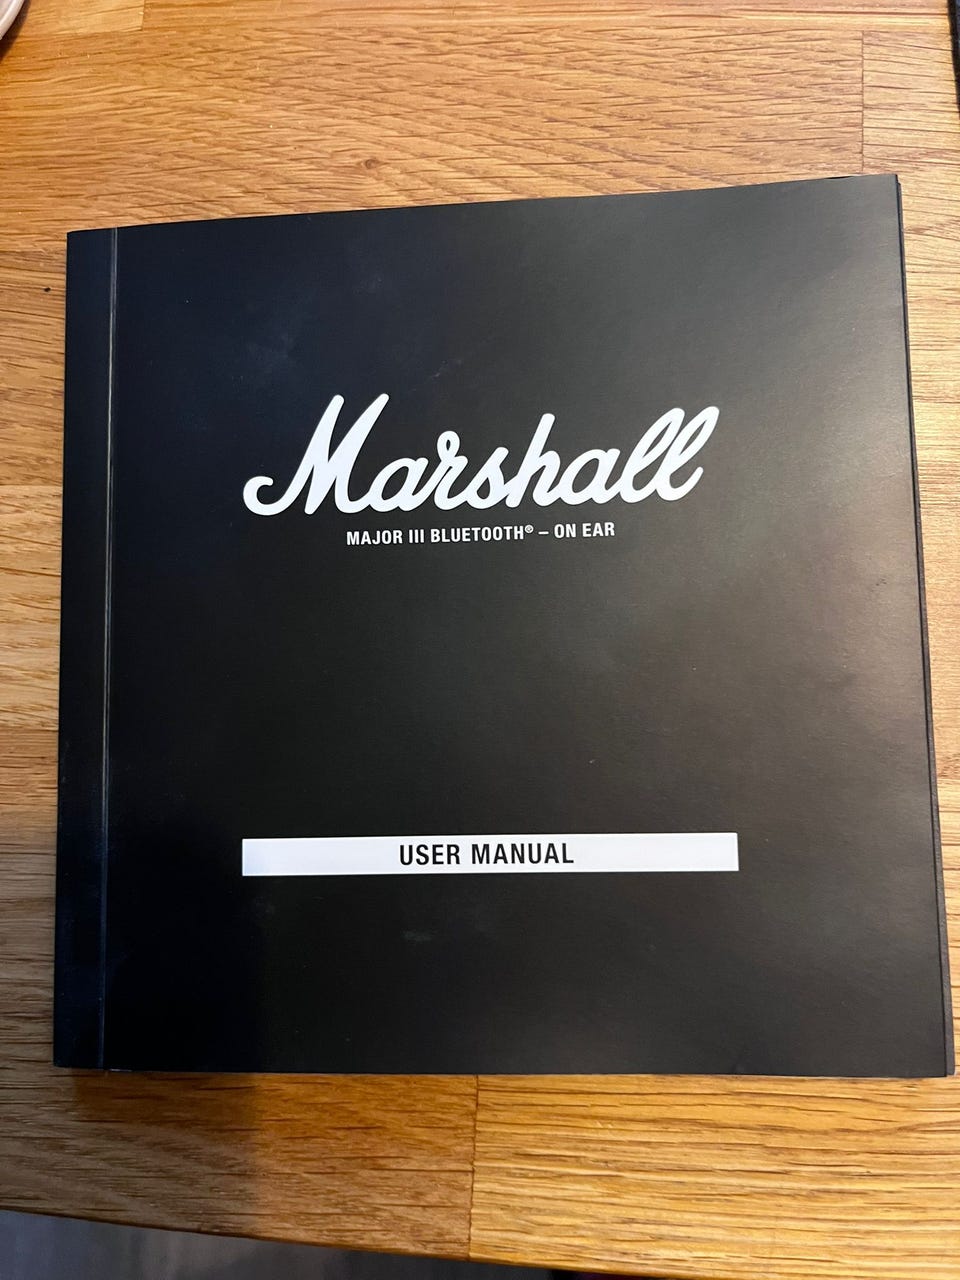 Marshall
MAJOR III BLUETOOTH® – ON EAR
USER MANUAL